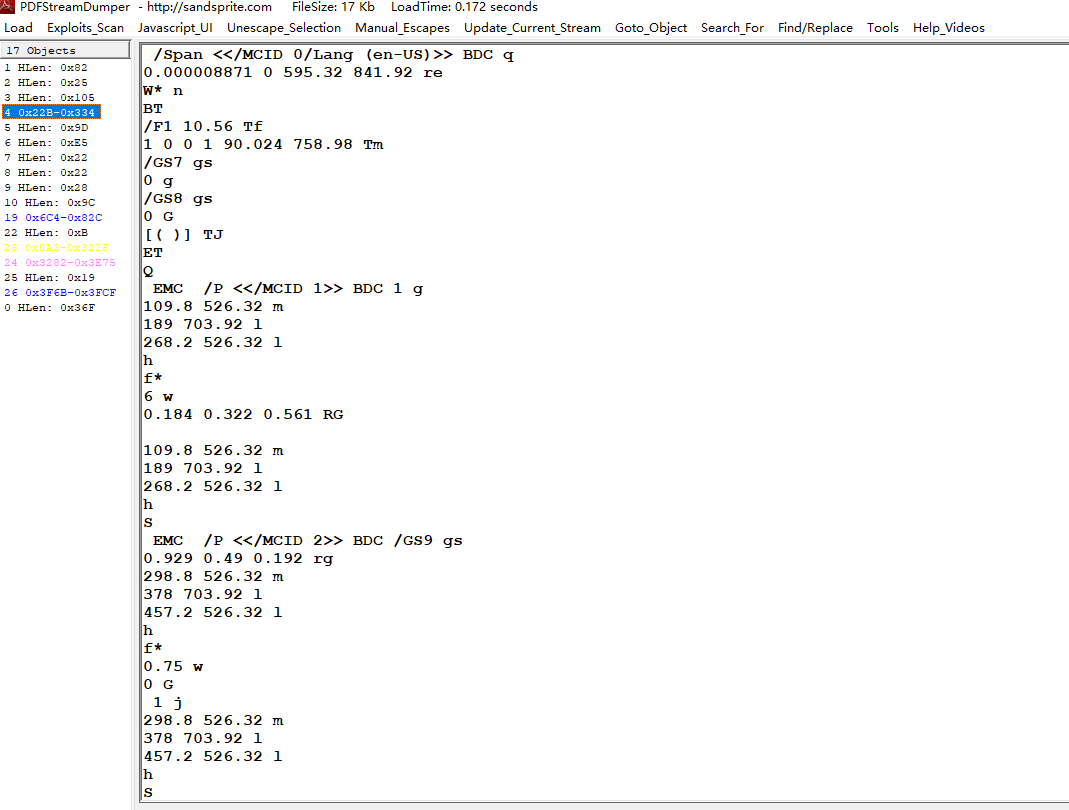 PDFStreamDumper - http://sandsprite.com FileSize: 17 Kb LoadTime: 0.172 seconds
Load Exploits_Scan Javascript_UI Unescape_Selection Manual_Escapes Update_Current_Stream Goto_Object Search_For Find/Replace Tools Help_Videos
17 Objects
1 HLen: 0x82
2 HLen: 0x25
3 HLen: 0x105
4 0x22B-0x334
5 HLen: 0x9D
6 HLen: 0xE5
7 HLen: 0x22
8 HLen: 0x22
9 HLen: 0x28
10 HLen: 0x9C
19 0x6C4-0x82C
22 HLen: 0xB
24 0x3282-0x3E75
25 HLen: 0x19
26 0x3F6B-0x3FCF
0 HLen: 0x36F
/Span <</MCID 0/Lang (en-US)>> BDC q
0.000008871 0 595.32 841.92 re
W* n
BT
/F1 10.56 Tf
1 0 0 1 90.024 758.98 Tm
/GS7 gs
0 g
/GS8 gs
0 G
[( )] TJ
ET
Q
EMC /P <</MCID 1>> BDC 1 g
109.8 526.32 m
189 703.92 l
268.2 526.32 l
h
f*
6 w
0.184 0.322 0.561 RG
109.8 526.32 m
189 703.92 l
268.2 526.32 l
h
S
EMC /P <</MCID 2>> BDC /GS9 gs
0.929 0.49 0.192 rg
298.8 526.32 m
378 703.92 l
457.2 526.32 l
h
f*
0.75 w
0 G
1 j
298.8 526.32 m
378 703.92 l
457.2 526.32 l
h
S